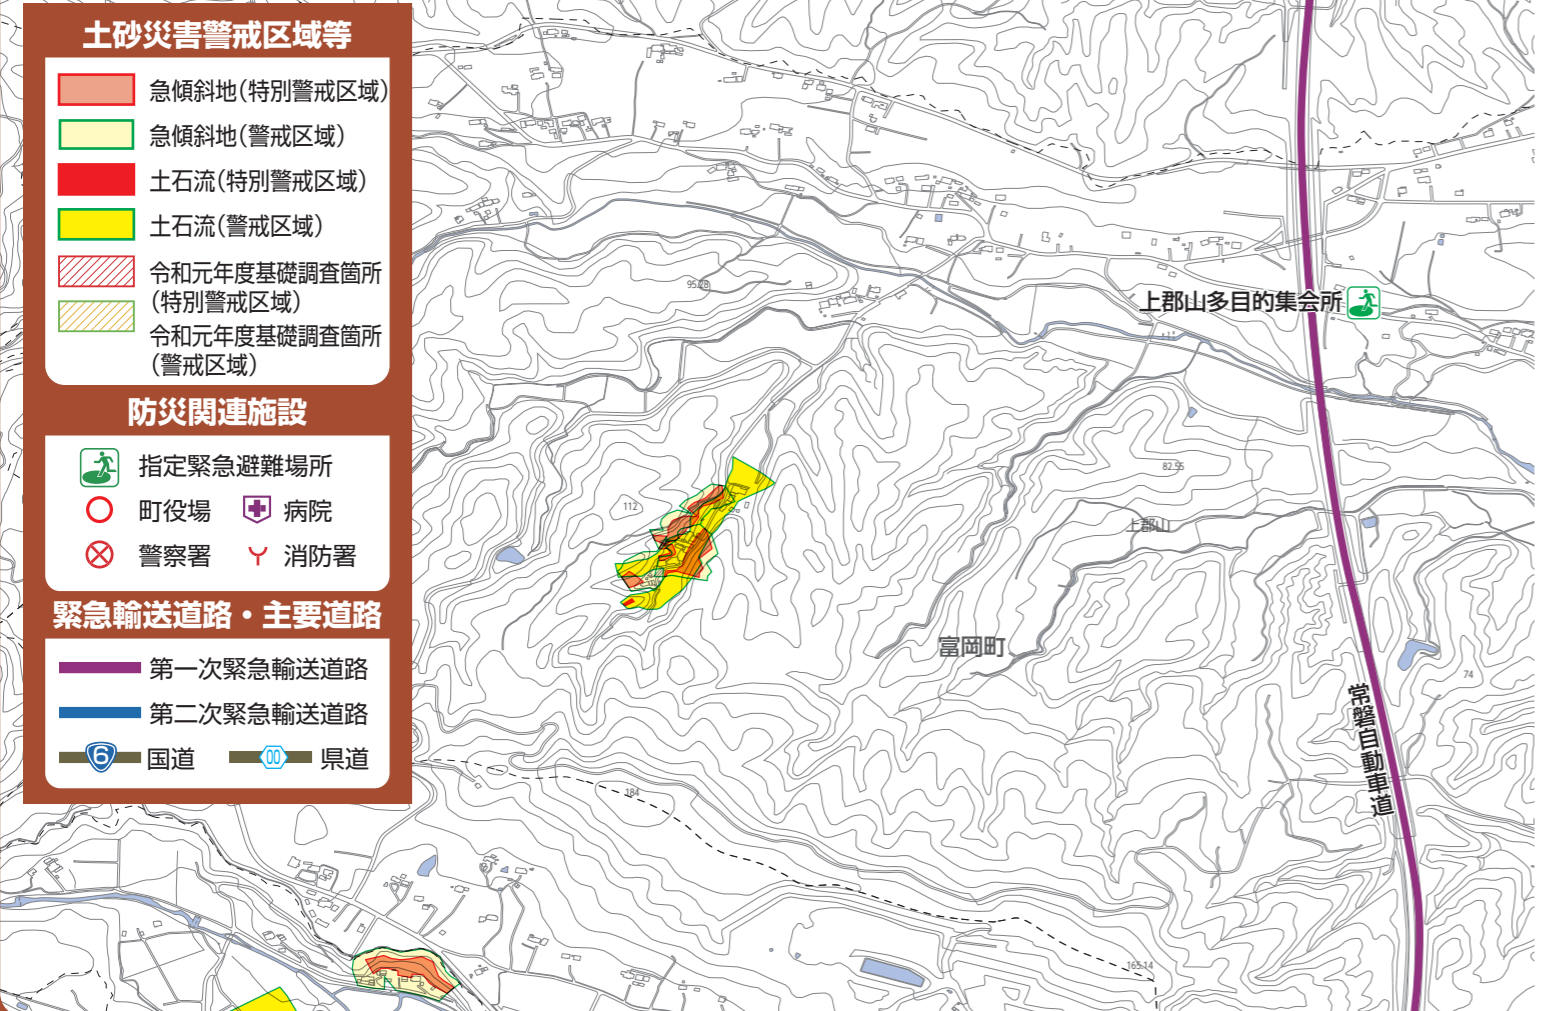 土砂災害警戒区域等
急傾斜地（特別警戒区域）
急傾斜地（警戒区域）
土石流（特別警戒区域）
土石流（警戒区域）
令和元年度基礎調査箇所
（特別警戒区域）
令和元年度基礎調査箇所
（警戒区域）
防災関連施設
指定緊急避難場所
町役場 病院
警察署 消防署
緊急輸送道路・主要道路
第一次緊急輸送道路
第二次緊急輸送道路
6 国道 00 県道
95.28
上郡山多目的集会所
82.55
112
上郡山
富岡町
74
常磐自動車道
184
165.14